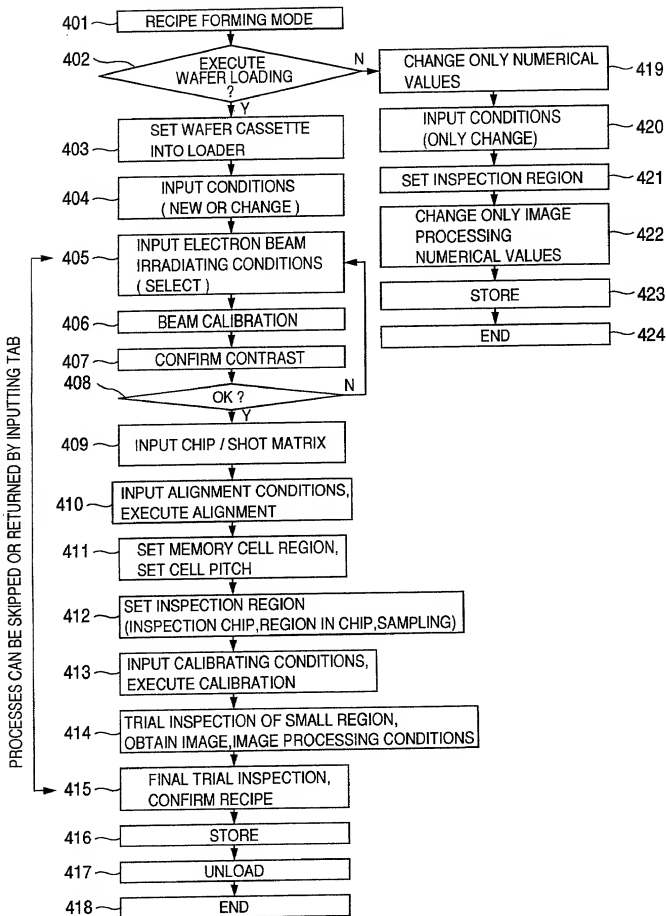 401
RECIPE FORMING MODE
402
EXECUTE
WAFER LOADING
?
N
Y
403
SET WAFER CASSETTE
INTO LOADER
404
INPUT CONDITIONS
( NEW OR CHANGE )
405
INPUT ELECTRON BEAM
IRRADIATING CONDITIONS
( SELECT )
406
BEAM CALIBRATION
407
CONFIRM CONTRAST
408
OK ?
N
Y
409
INPUT CHIP / SHOT MATRIX
410
INPUT ALIGNMENT CONDITIONS,
EXECUTE ALIGNMENT
411
SET MEMORY CELL REGION,
SET CELL PITCH
412
SET INSPECTION REGION
(INSPECTION CHIP,REGION IN CHIP,SAMPLING)
413
INPUT CALIBRATING CONDITIONS,
EXECUTE CALIBRATION
414
TRIAL INSPECTION OF SMALL REGION,
OBTAIN IMAGE,IMAGE PROCESSING CONDITIONS
415
FINAL TRIAL INSPECTION,
CONFIRM RECIPE
416
STORE
417
UNLOAD
418
END
PROCESSES CAN BE SKIPPED OR RETURNED BY INPUTTING TAB
CHANGE ONLY NUMERICAL
VALUES
419
INPUT CONDITIONS
(ONLY CHANGE)
420
SET INSPECTION REGION
421
CHANGE ONLY IMAGE
PROCESSING
NUMERICAL VALUES
422
STORE
423
END
424